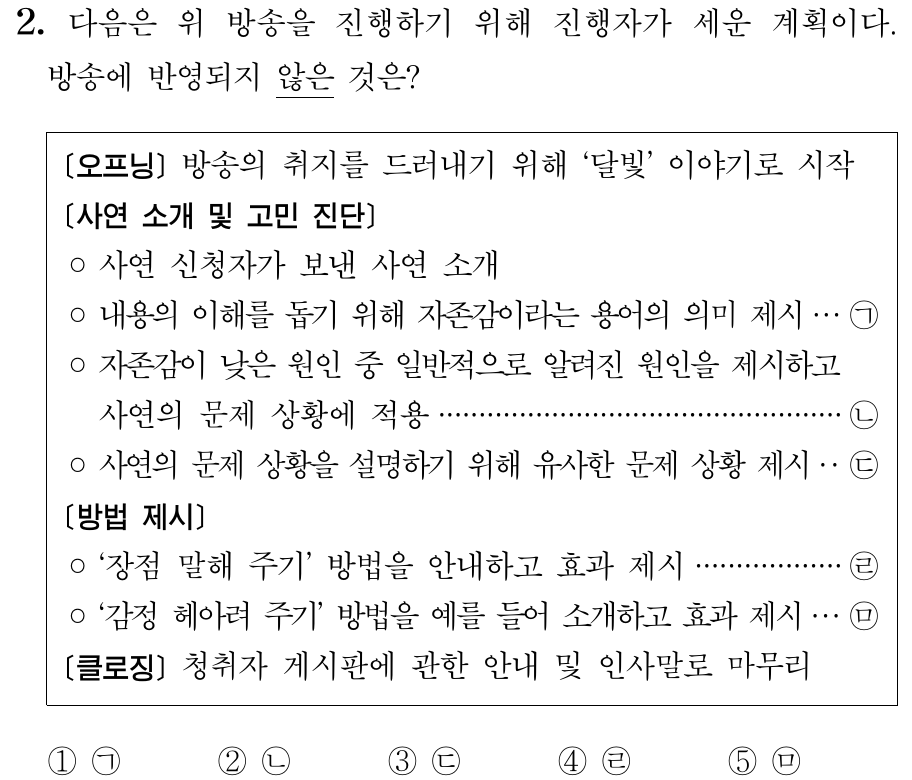 2. 다음은 위 방송을 진행하기 위해 진행자가 세운 계획이다.
방송에 반영되지 않은 것은?
〔오프닝〕 방송의 취지를 드러내기 위해 ‘달빛’ 이야기로 시작
〔사연 소개 및 고민 진단〕
○ 사연 신청자가 보낸 사연 소개
○ 내용의 이해를 돕기 위해 자존감이라는 용어의 의미 제시 … ㉠
○ 자존감이 낮은 원인 중 일반적으로 알려진 원인을 제시하고
사연의 문제 상황에 적용 ……………………………………… ㉡
○ 사연의 문제 상황을 설명하기 위해 유사한 문제 상황 제시 ‥ ㉢
〔방법 제시〕
○ ‘장점 말해 주기’ 방법을 안내하고 효과 제시 ……………… ㉣
○ ‘감정 헤아려 주기’ 방법을 예를 들어 소개하고 효과 제시 … ㉤
〔클로징〕 청취자 게시판에 관한 안내 및 인사말로 마무리
① ㉠ ② ㉡ ③ ㉢ ④ ㉣ ⑤ ㉤